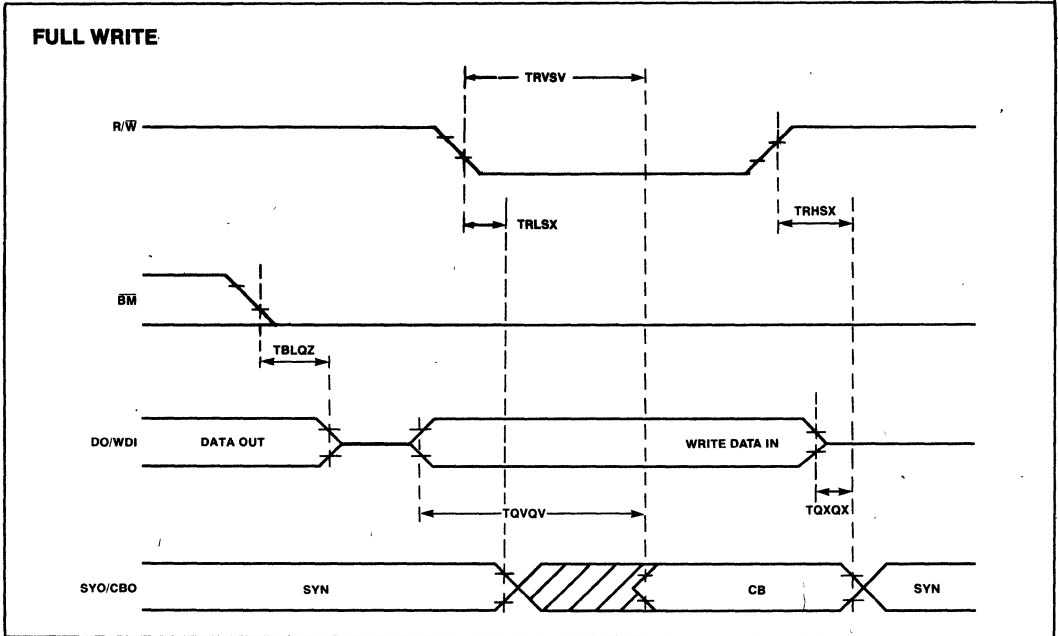 FULL WRITE
TRVSV
R/W̅
TRLSX
TRHSX
B̅M̅
TBLQZ
DO/WDI
DATA OUT
WRITE DATA IN
TQVQV
TQXQX
SYO/CBO
SYN
CB
SYN